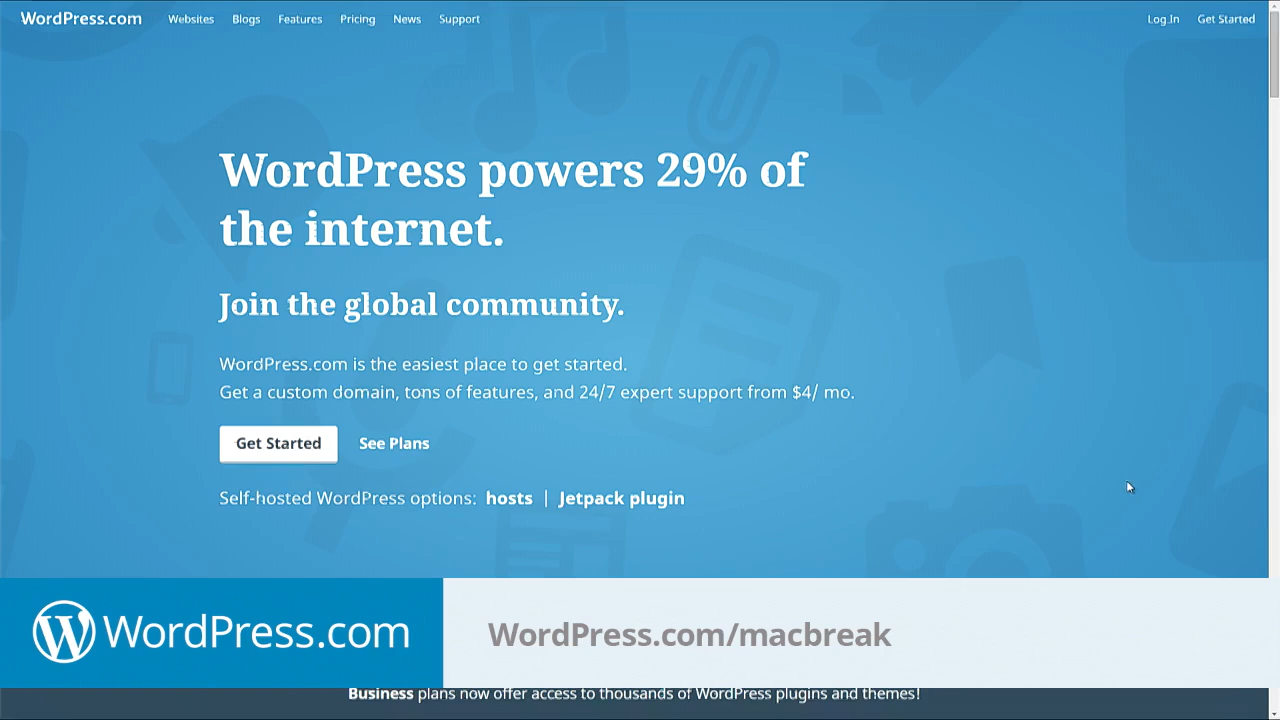 WordPress.com Websites Blogs Features Pricing News Support Log In Get Started
WordPress powers 29% of
the internet.
Join the global community.
WordPress.com is the easiest place to get started.
Get a custom domain, tons of features, and 24/7 expert support from $4/ mo.
Get Started See Plans
Self-hosted WordPress options: hosts | Jetpack plugin
WordPress.com
WordPress.com/macbreak
Business plans now offer access to thousands of WordPress plugins and themes!